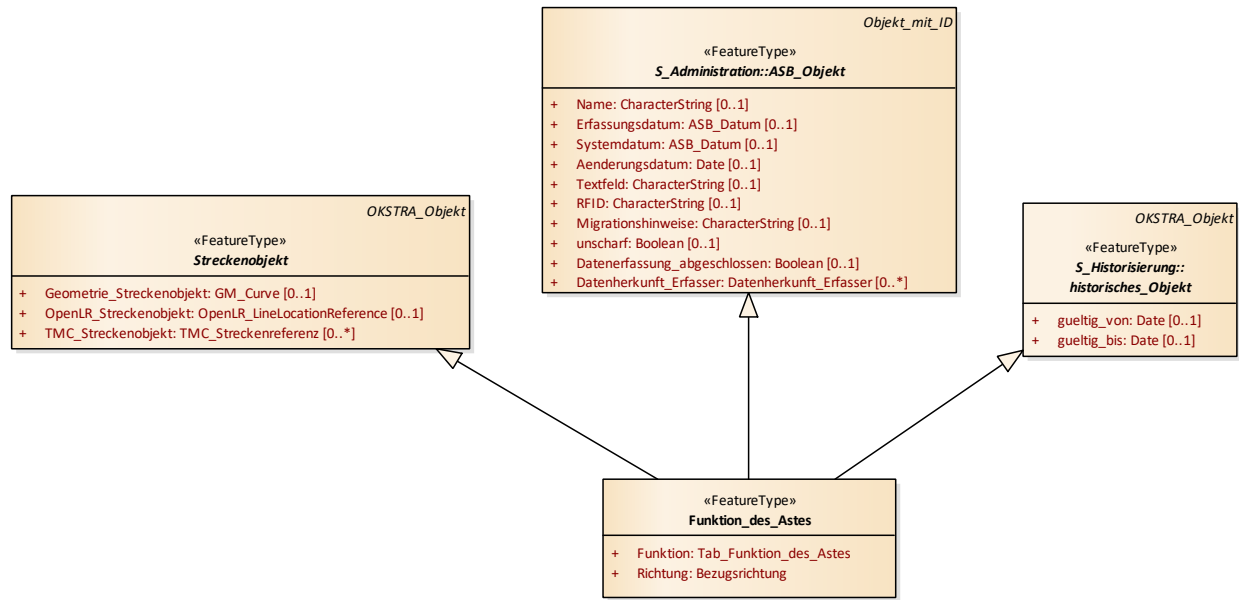 Objekt_mit_ID
«FeatureType»
S_Administration::ASB_Objekt
+ Name: CharacterString [0..1]
+ Erfassungsdatum: ASB_Datum [0..1]
+ Systemdatum: ASB_Datum [0..1]
+ Aenderungsdatum: Date [0..1]
+ Textfeld: CharacterString [0..1]
+ RFID: CharacterString [0..1]
+ Migrationshinweise: CharacterString [0..1]
+ unscharf: Boolean [0..1]
+ Datenerfassung_abgeschlossen: Boolean [0..1]
+ Datenherkunft_Erfasser: Datenherkunft_Erfasser [0..*]
OKSTRA_Objekt
«FeatureType»
Streckenobjekt
+ Geometrie_Streckenobjekt: GM_Curve [0..1]
+ OpenLR_Streckenobjekt: OpenLR_LineLocationReference [0..1]
+ TMC_Streckenobjekt: TMC_Streckenreferenz [0..*]
OKSTRA_Objekt
«FeatureType»
S_Historisierung::
historisches_Objekt
+ gueltig_von: Date [0..1]
+ gueltig_bis: Date [0..1]
«FeatureType»
Funktion_des_Astes
+ Funktion: Tab_Funktion_des_Astes
+ Richtung: Bezugsrichtung